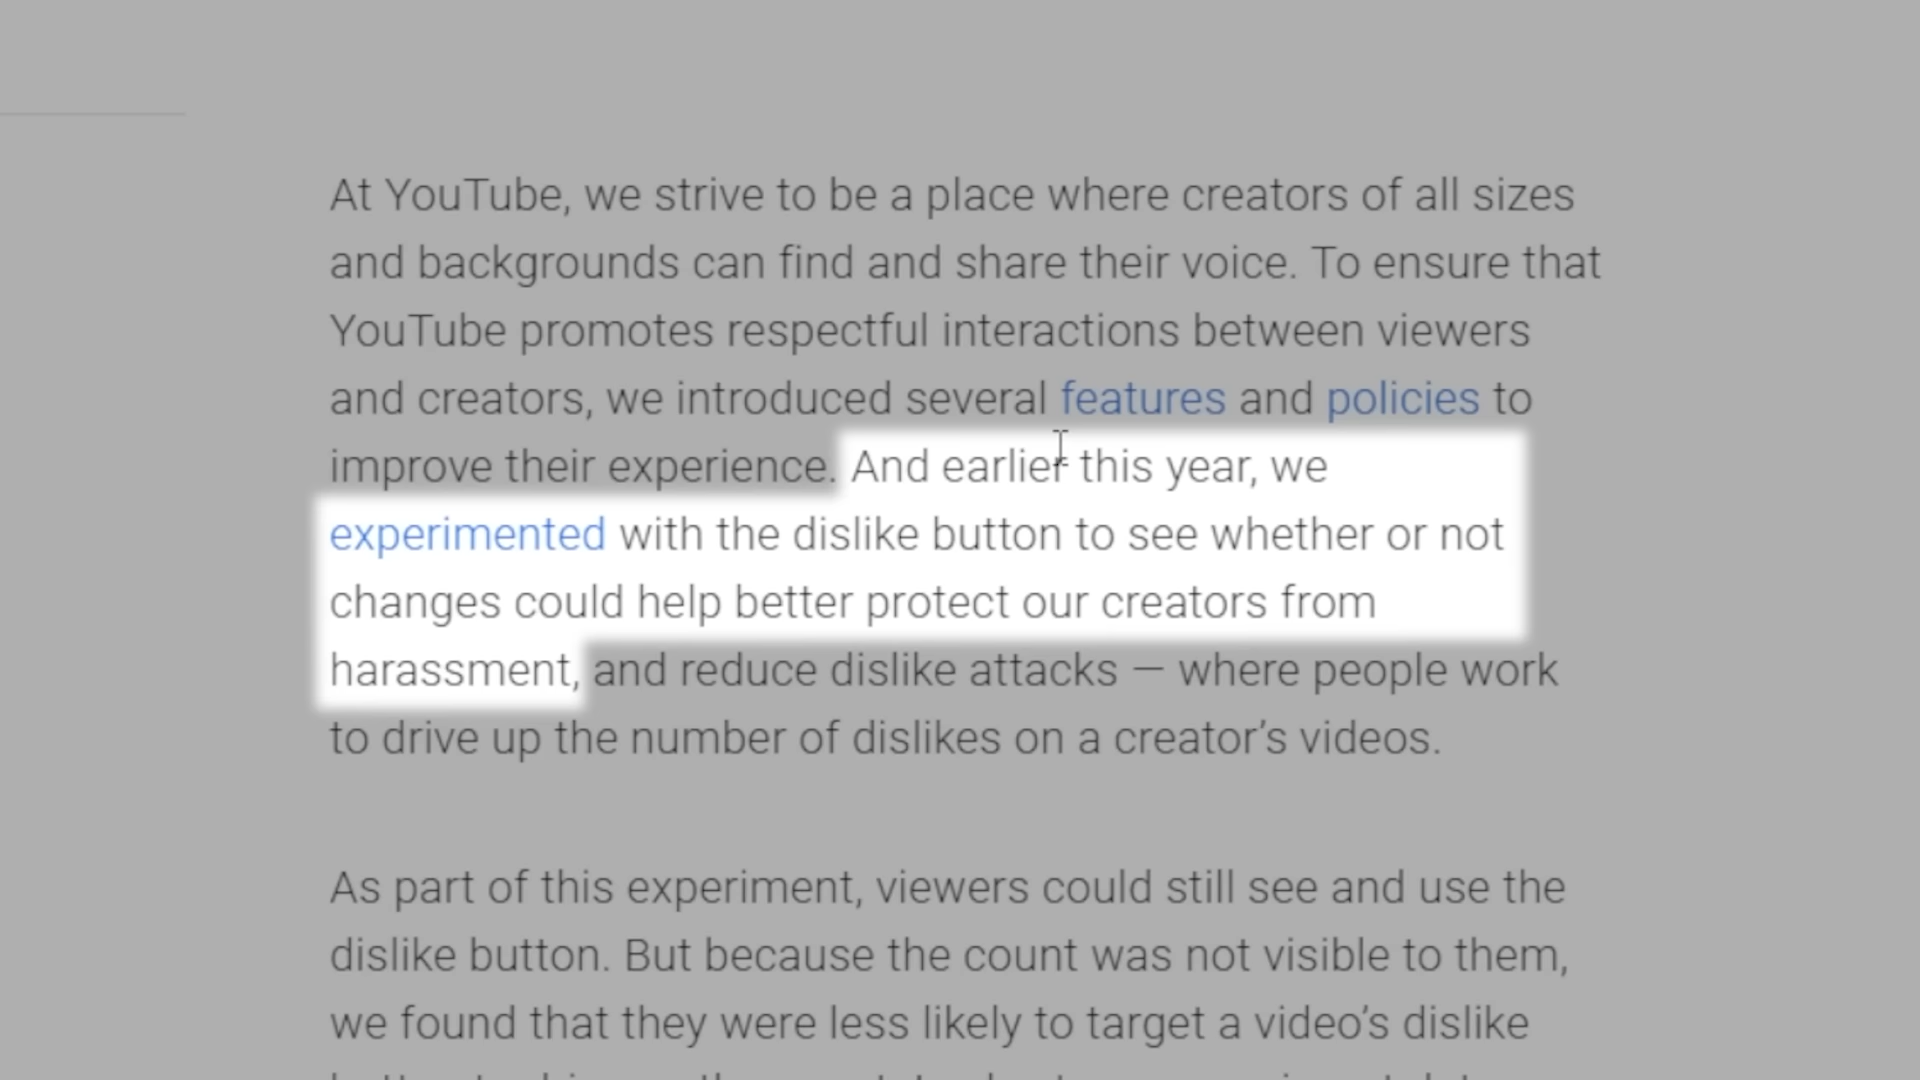 At YouTube, we strive to be a place where creators of all sizes
and backgrounds can find and share their voice. To ensure that
YouTube promotes respectful interactions between viewers
and creators, we introduced several features and policies to
improve their experience. And earlier this year, we
experimented with the dislike button to see whether or not
changes could help better protect our creators from
harassment, and reduce dislike attacks — where people work
to drive up the number of dislikes on a creator’s videos.
As part of this experiment, viewers could still see and use the
dislike button. But because the count was not visible to them,
we found that they were less likely to target a video’s dislike